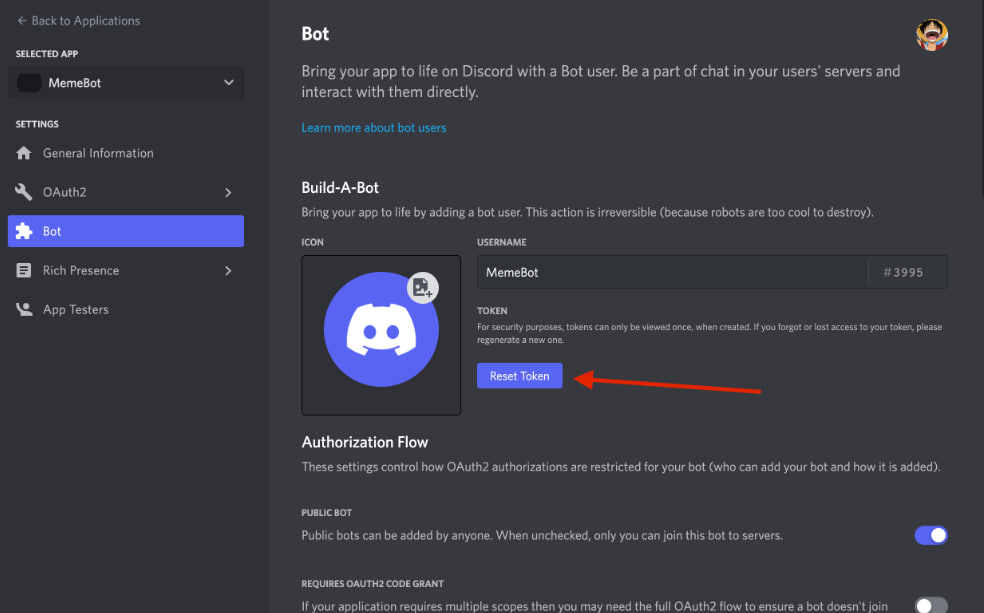 ← Back to Applications
SELECTED APP
MemeBot
SETTINGS
General Information
OAuth2
Bot
Rich Presence
App Testers
Bot
Bring your app to life on Discord with a Bot user. Be a part of chat in your users' servers and
interact with them directly.
Learn more about bot users
Build-A-Bot
Bring your app to life by adding a bot user. This action is irreversible (because robots are too cool to destroy).
ICON
USERNAME
MemeBot
#3995
TOKEN
For security purposes, tokens can only be viewed once, when created. If you forgot or lost access to your token, please
regenerate a new one.
Reset Token
Authorization Flow
These settings control how OAuth2 authorizations are restricted for your bot (who can add your bot and how it is added).
PUBLIC BOT
Public bots can be added by anyone. When unchecked, only you can join this bot to servers.
REQUIRES OAUTH2 CODE GRANT
If your application requires multiple scopes then you may need the full OAuth2 flow to ensure a bot doesn't join